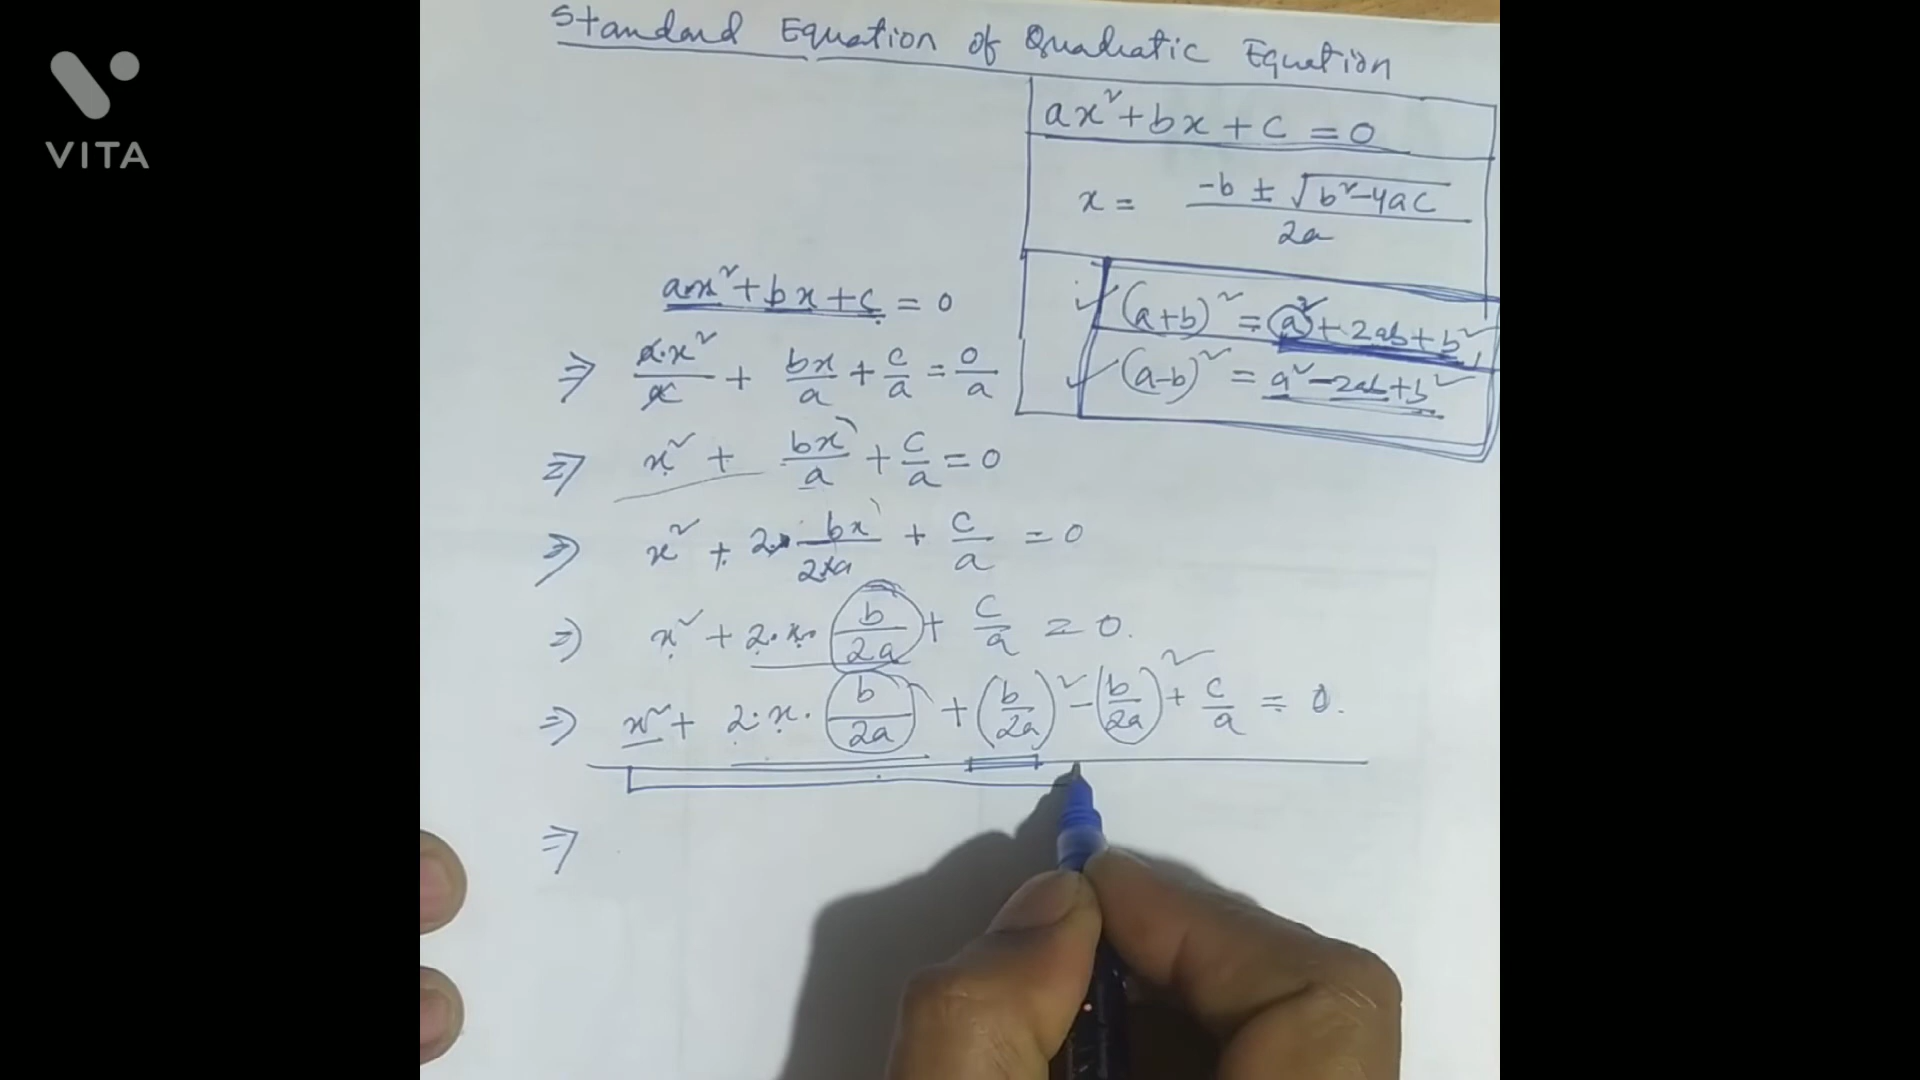 VITA
Standard Equation of Quadratic Equation
ax² + bx + c = 0
x = -b ± √b²-4ac / 2a
(a+b)² = a² + 2ab + b²
(a-b)² = a² - 2ab + b²
ax² + bx + c = 0
⇒ a·x²/a + bx/a + c/a = 0/a
⇒ x² + bx/a + c/a = 0
⇒ x² + 2· bx/2×a + c/a = 0
⇒ x² + 2·x· b/2a + c/a = 0.
⇒ x² + 2·x· b/2a + (b/2a)² - (b/2a)² + c/a = 0.
⇒